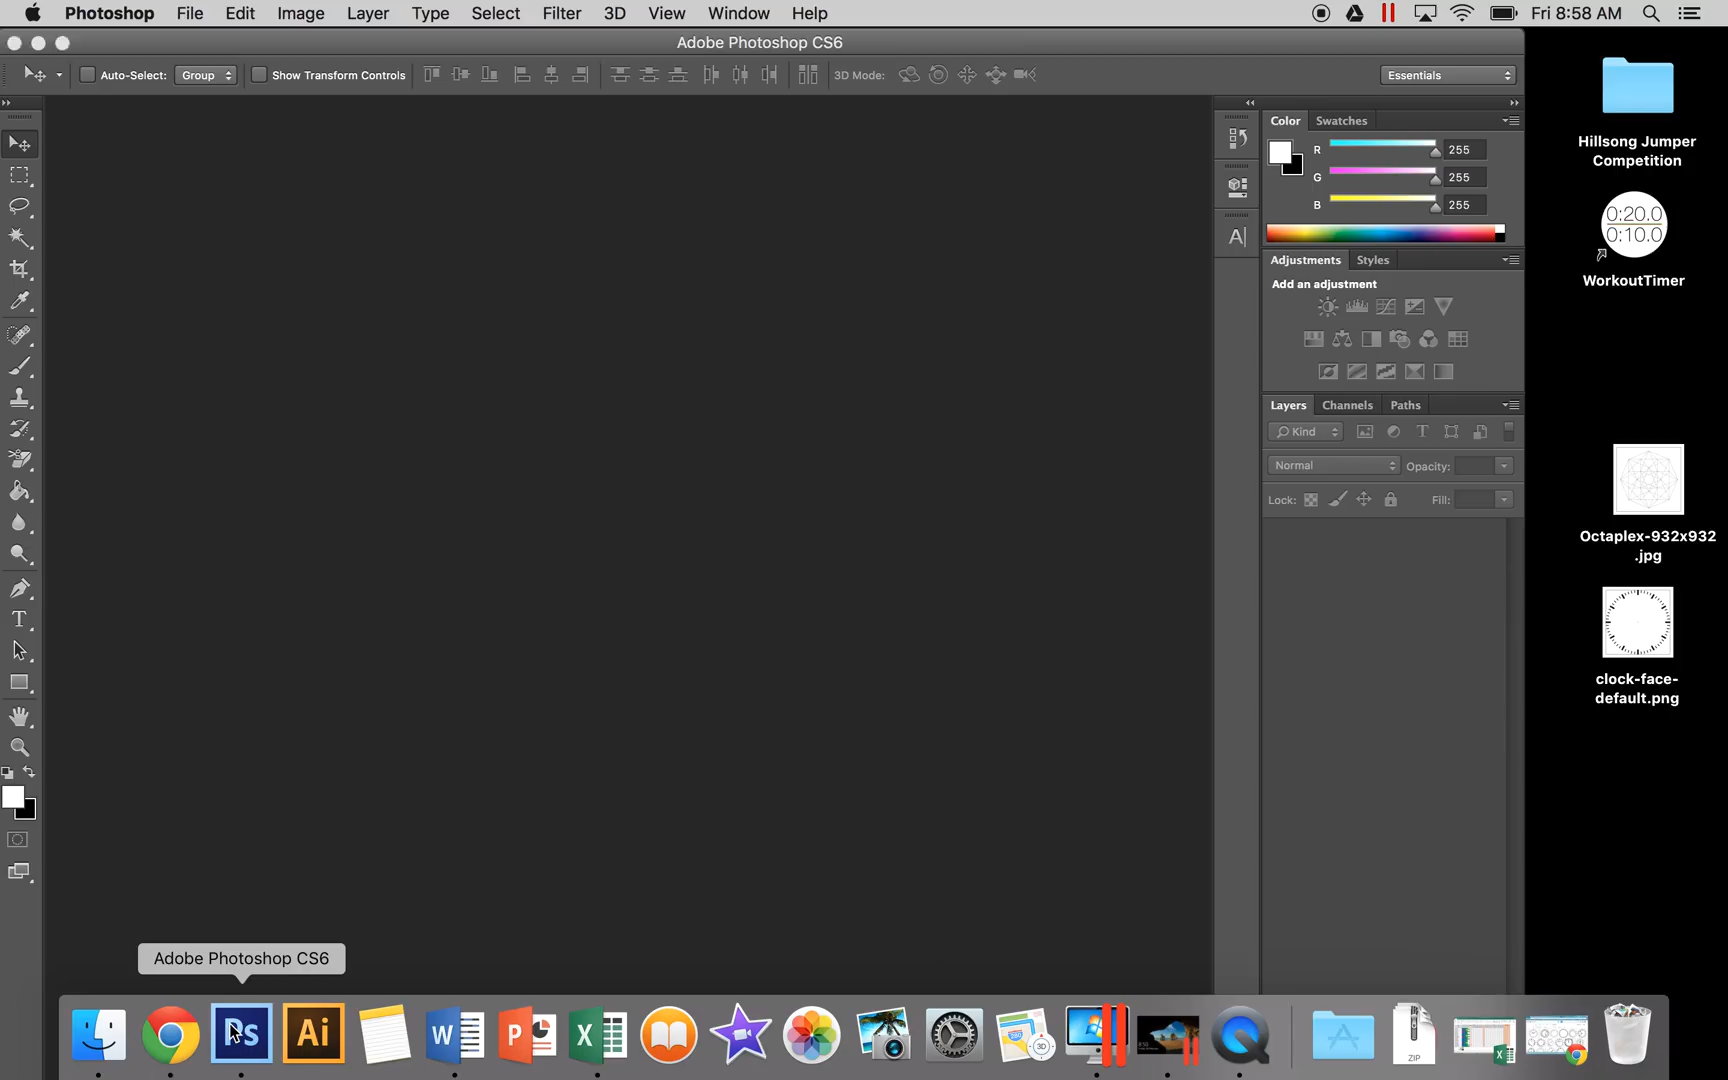 Photoshop File Edit Image Layer Type Select Filter 3D View Window Help Fri 8:58 AM
Adobe Photoshop CS6
Auto-Select: Group Show Transform Controls 3D Mode: Essentials
Color Swatches
R 255
G 255
B 255
Adjustments Styles
Add an adjustment
Layers Channels Paths
Kind
Normal Opacity:
Lock: Fill:
Hillsong Jumper
Competition
0:20.0
0:10.0
WorkoutTimer
Octaplex-932x932
.jpg
clock-face-
default.png
Adobe Photoshop CS6
Ps Ai W P X 3D ZIP